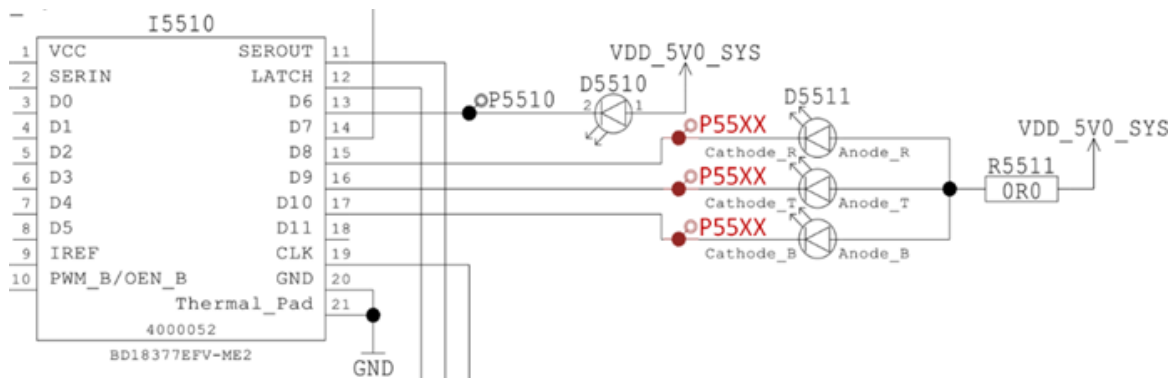 I5510
1 VCC SEROUT 11
2 SERIN LATCH 12
3 D0 D6 13
4 D1 D7 14
5 D2 D8 15
6 D3 D9 16
7 D4 D10 17
8 D5 D11 18
9 IREF CLK 19
10 PWM_B/OEN_B GND 20
Thermal_Pad 21
4000052
BD18377EFV-ME2
GND
VDD_5V0_SYS
D5510
P5510 2 1
D5511
P55XX
Cathode_R Anode_R
P55XX
Cathode_T Anode_T
P55XX
Cathode_B Anode_B
VDD_5V0_SYS
R5511
0R0